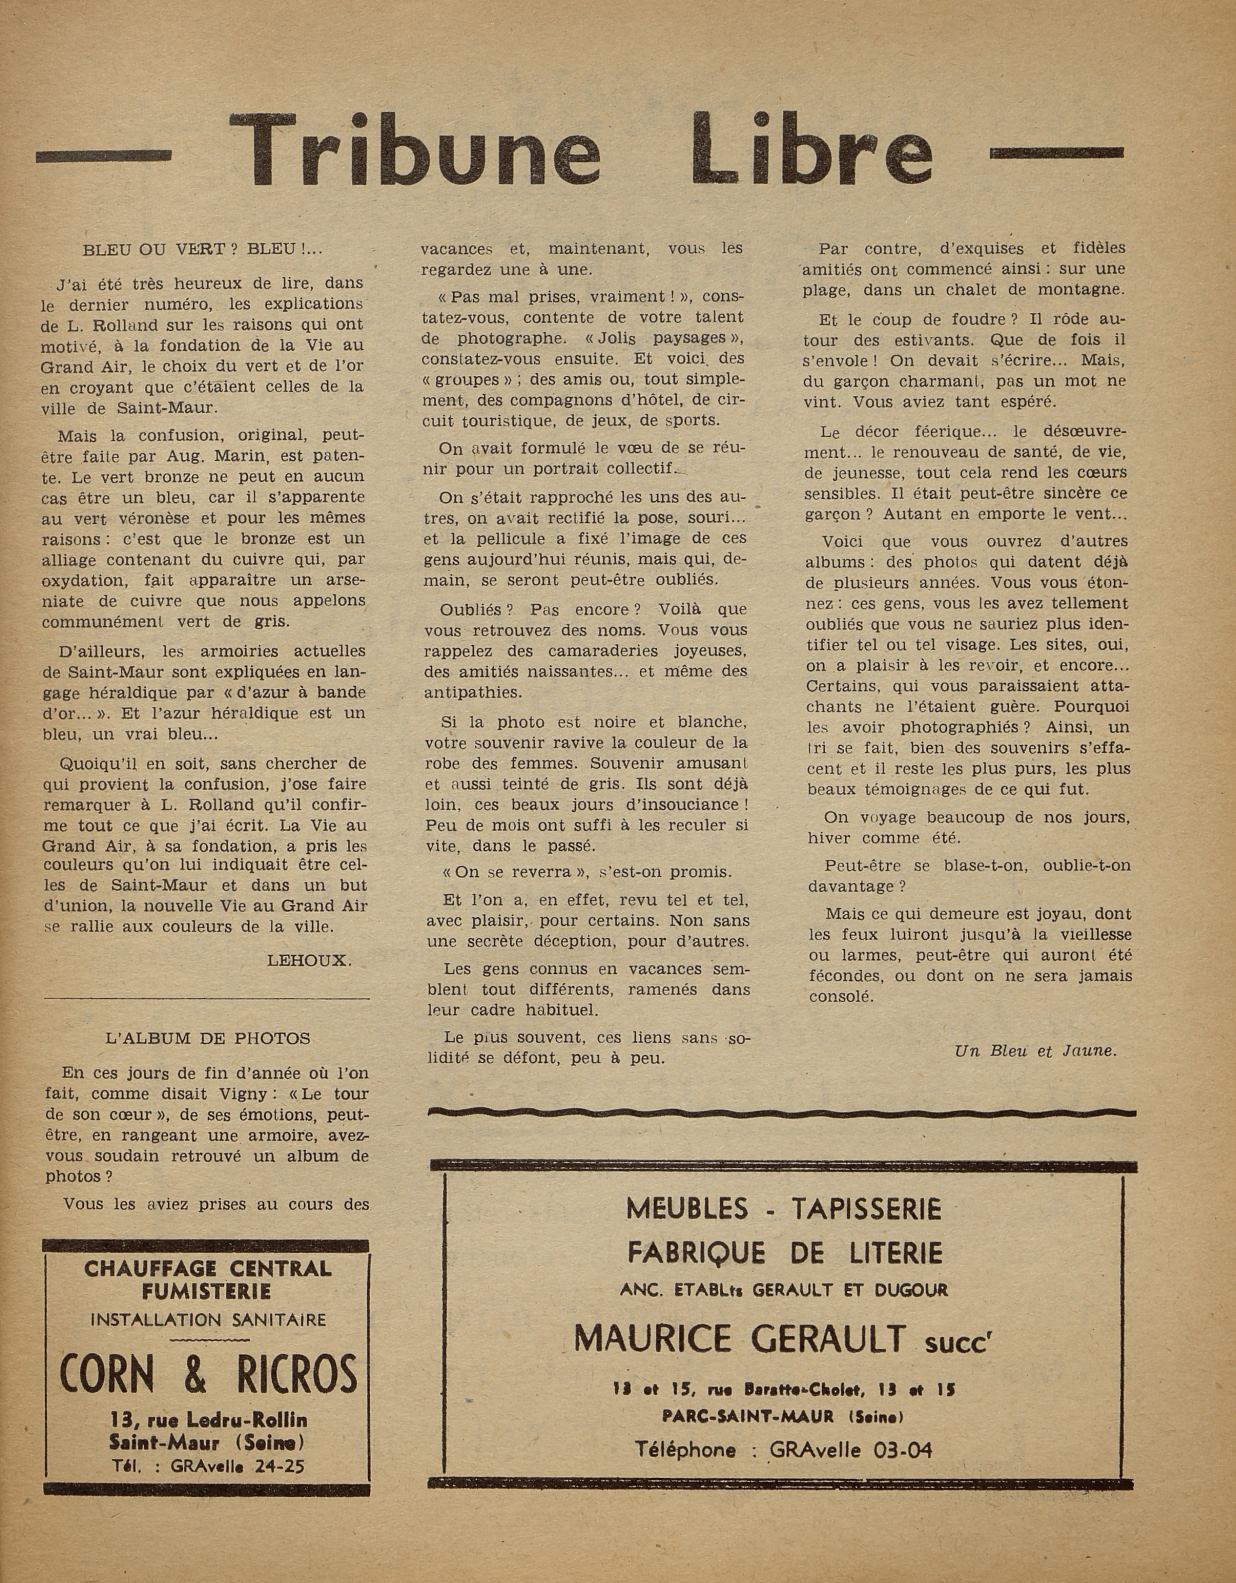 Tribune Libre
BLEU OU VERT ? BLEU !...
J'ai été très heureux de lire, dans
le dernier numéro, les explications
de L. Rolland sur les raisons qui ont
motivé, à la fondation de la Vie au
Grand Air, le choix du vert et de l'or
en croyant que c'étaient celles de la
ville de Saint-Maur.
Mais la confusion, original, peut-
être faite par Aug. Marin, est paten-
te. Le vert bronze ne peut en aucun
cas être un bleu, car il s'apparente
au vert véronèse et pour les mêmes
raisons : c'est que le bronze est un
alliage contenant du cuivre qui, par
oxydation, fait apparaître un arse-
niate de cuivre que nous appelons
communément vert de gris.
D'ailleurs, les armoiries actuelles
de Saint-Maur sont expliquées en lan-
gage héraldique par « d'azur à bande
d'or... ». Et l'azur héraldique est un
bleu, un vrai bleu...
Quoiqu'il en soit, sans chercher de
qui provient la confusion, j'ose faire
remarquer à L. Rolland qu'il confir-
me tout ce que j'ai écrit. La Vie au
Grand Air, à sa fondation, a pris les
couleurs qu'on lui indiquait être cel-
les de Saint-Maur et dans un but
d'union, la nouvelle Vie au Grand Air
se rallie aux couleurs de la ville.
LEHOUX.
L'ALBUM DE PHOTOS
En ces jours de fin d'année où l'on
fait, comme disait Vigny : « Le tour
de son cœur », de ses émotions, peut-
être, en rangeant une armoire, avez-
vous soudain retrouvé un album de
photos ?
Vous les aviez prises au cours des
vacances et, maintenant, vous les
regardez une à une.
« Pas mal prises, vraiment ! », cons-
tatez-vous, contente de votre talent
de photographe. « Jolis paysages »,
constatez-vous ensuite. Et voici des
« groupes » ; des amis ou, tout simple-
ment, des compagnons d'hôtel, de cir-
cuit touristique, de jeux, de sports.
On avait formulé le vœu de se réu-
nir pour un portrait collectif.
On s'était rapproché les uns des au-
tres, on avait rectifié la pose, souri...
et la pellicule a fixé l'image de ces
gens aujourd'hui réunis, mais qui, de-
main, se seront peut-être oubliés.
Oubliés ? Pas encore ? Voilà que
vous retrouvez des noms. Vous vous
rappelez des camaraderies joyeuses,
des amitiés naissantes... et même des
antipathies.
Si la photo est noire et blanche,
votre souvenir ravive la couleur de la
robe des femmes. Souvenir amusant
et aussi teinté de gris. Ils sont déjà
loin, ces beaux jours d'insouciance !
Peu de mois ont suffi à les reculer si
vite, dans le passé.
« On se reverra », s'est-on promis.
Et l'on a, en effet, revu tel et tel,
avec plaisir, pour certains. Non sans
une secrète déception, pour d'autres.
Les gens connus en vacances sem-
blent tout différents, ramenés dans
leur cadre habituel.
Le plus souvent, ces liens sans so-
lidité se défont, peu à peu.
Par contre, d'exquises et fidèles
amitiés ont commencé ainsi : sur une
plage, dans un chalet de montagne.
Et le coup de foudre ? Il rôde au-
tour des estivants. Que de fois il
s'envole ! On devait s'écrire... Mais,
du garçon charmant, pas un mot ne
vint. Vous aviez tant espéré.
Le décor féerique... le désœuvre-
ment... le renouveau de santé, de vie,
de jeunesse, tout cela rend les cœurs
sensibles. Il était peut-être sincère ce
garçon ? Autant en emporte le vent...
Voici que vous ouvrez d'autres
albums : des photos qui datent déjà
de plusieurs années. Vous vous éton-
nez : ces gens, vous les avez tellement
oubliés que vous ne sauriez plus iden-
tifier tel ou tel visage. Les sites, oui,
on a plaisir à les revoir, et encore...
Certains, qui vous paraissaient atta-
chants ne l'étaient guère. Pourquoi
les avoir photographiés ? Ainsi, un
tri se fait, bien des souvenirs s'effa-
cent et il reste les plus purs, les plus
beaux témoignages de ce qui fut.
On voyage beaucoup de nos jours,
hiver comme été.
Peut-être se blase-t-on, oublie-t-on
davantage ?
Mais ce qui demeure est joyau, dont
les feux luiront jusqu'à la vieillesse
ou larmes, peut-être qui auront été
fécondes, ou dont on ne sera jamais
consolé.
Un Bleu et Jaune.
CHAUFFAGE CENTRAL
FUMISTERIE
INSTALLATION SANITAIRE
CORN & RICROS
13, rue Ledru-Rollin
Saint-Maur (Seine)
Tél. : GRAvelle 24-25
MEUBLES - TAPISSERIE
FABRIQUE DE LITERIE
ANC. ETABLts GERAULT ET DUGOUR
MAURICE GERAULT succr
13 et 15, rue Baratte-Cholet, 13 et 15
PARC-SAINT-MAUR (Seine)
Téléphone : GRAvelle 03-04